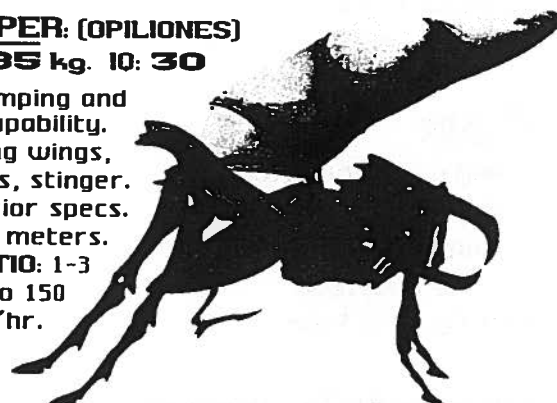 PER: (OPILIONES)
35 kg. IQ: 30
mping and
apability.
ng wings,
s, stinger.
ior specs.
meters.
TIO: 1-3
o 150
/hr.